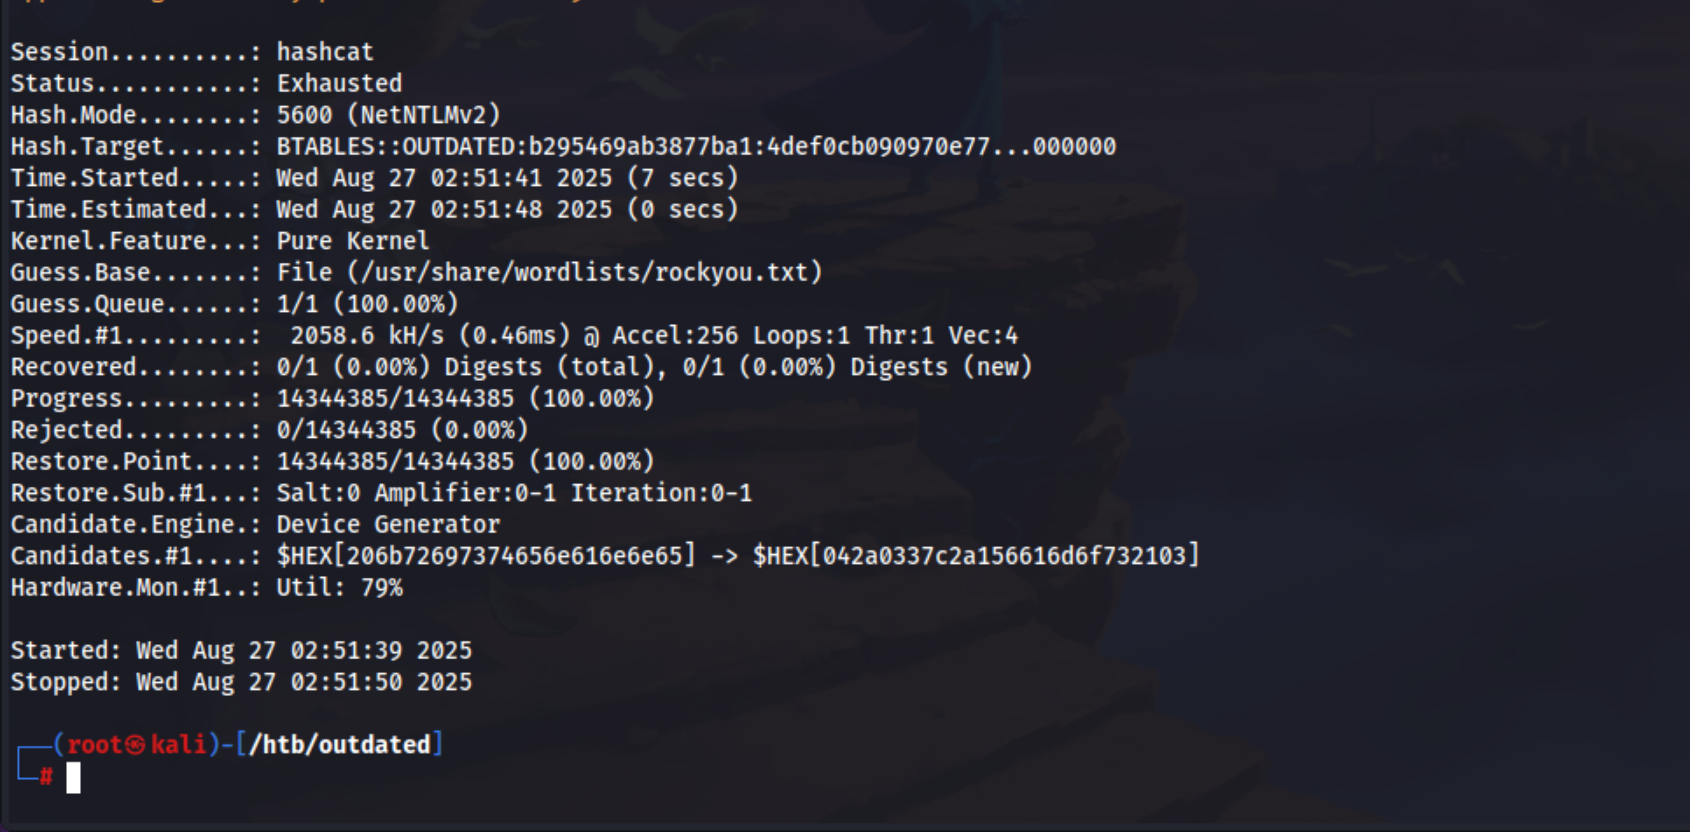 Session..........: hashcat
Status...........: Exhausted
Hash.Mode........: 5600 (NetNTLMv2)
Hash.Target......: BTABLES::OUTDATED:b295469ab3877ba1:4def0cb090970e77...000000
Time.Started.....: Wed Aug 27 02:51:41 2025 (7 secs)
Time.Estimated...: Wed Aug 27 02:51:48 2025 (0 secs)
Kernel.Feature...: Pure Kernel
Guess.Base.......: File (/usr/share/wordlists/rockyou.txt)
Guess.Queue......: 1/1 (100.00%)
Speed.#1.........:  2058.6 kH/s (0.46ms) @ Accel:256 Loops:1 Thr:1 Vec:4
Recovered........: 0/1 (0.00%) Digests (total), 0/1 (0.00%) Digests (new)
Progress.........: 14344385/14344385 (100.00%)
Rejected.........: 0/14344385 (0.00%)
Restore.Point....: 14344385/14344385 (100.00%)
Restore.Sub.#1...: Salt:0 Amplifier:0-1 Iteration:0-1
Candidate.Engine.: Device Generator
Candidates.#1....: $HEX[206b72697374656e616e6e65] -> $HEX[042a0337c2a156616d6f732103]
Hardware.Mon.#1..: Util: 79%
Started: Wed Aug 27 02:51:39 2025
Stopped: Wed Aug 27 02:51:50 2025
┌──(root㉿kali)-[/htb/outdated]
└─#